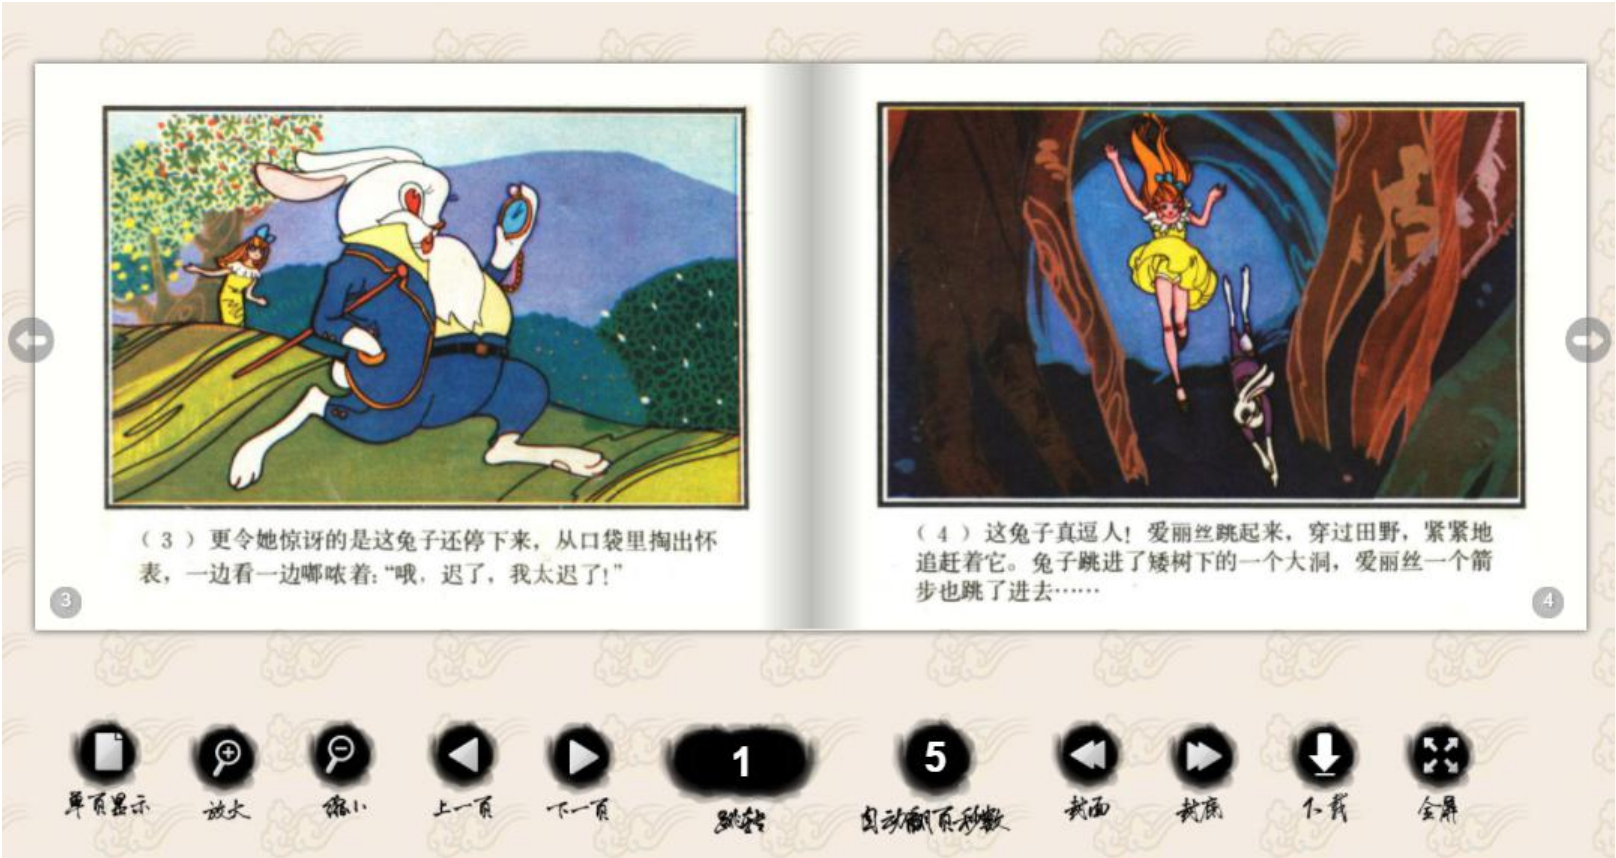 （3）更令她惊讶的是这兔子还停下来，从口袋里掏出怀
表，一边看一边嘟哝着：“哦，迟了，我太迟了！”
3
（4）这兔子真逗人！爱丽丝跳起来，穿过田野，紧紧地
追赶着它。兔子跳进了矮树下的一个大洞，爱丽丝一个箭
步也跳了进去……
4
1
5
单页显示
放大
缩小
上一页
下一页
跳转
自动翻页秒数
封面
封底
下载
全屏